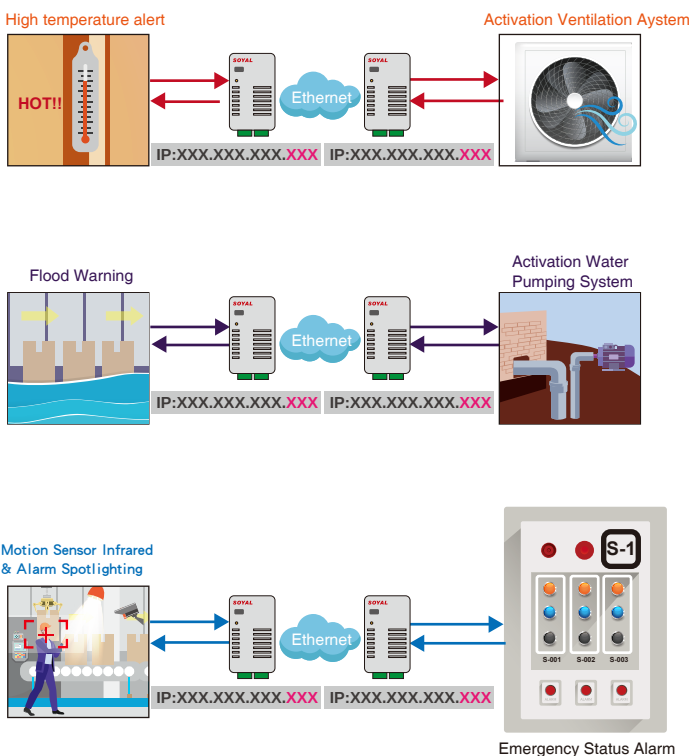 High temperature alert
Activation Ventilation Aystem
HOT!!
SOYAL
Ethernet
SOYAL
IP:XXX.XXX.XXX.XXX
IP:XXX.XXX.XXX.XXX
Flood Warning
Activation Water
Pumping System
SOYAL
Ethernet
SOYAL
IP:XXX.XXX.XXX.XXX
IP:XXX.XXX.XXX.XXX
Motion Sensor Infrared
& Alarm Spotlighting
S-1
SOYAL
Ethernet
SOYAL
S-001
S-002
S-003
IP:XXX.XXX.XXX.XXX
IP:XXX.XXX.XXX.XXX
Emergency Status Alarm